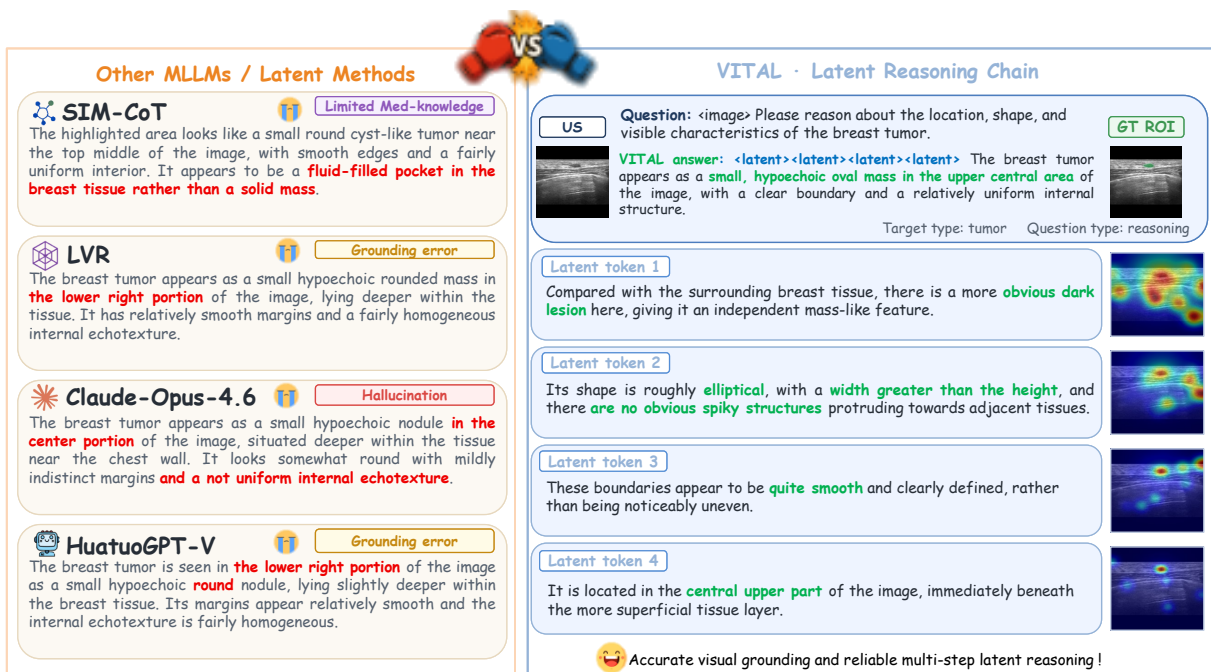 VS
Other MLLMs / Latent Methods
SIM-CoT
Limited Med-knowledge
The highlighted area looks like a small round cyst-like tumor near
the top middle of the image, with smooth edges and a fairly
uniform interior. It appears to be a fluid-filled pocket in the
breast tissue rather than a solid mass.
LVR
Grounding error
The breast tumor appears as a small hypoechoic rounded mass in
the lower right portion of the image, lying deeper within the
tissue. It has relatively smooth margins and a fairly homogeneous
internal echotexture.
Claude-Opus-4.6
Hallucination
The breast tumor appears as a small hypoechoic nodule in the
center portion of the image, situated deeper within the tissue
near the chest wall. It looks somewhat round with mildly
indistinct margins and a not uniform internal echotexture.
HuatuoGPT-V
Grounding error
The breast tumor is seen in the lower right portion of the image
as a small hypoechoic round nodule, lying slightly deeper within
the breast tissue. Its margins appear relatively smooth and the
internal echotexture is fairly homogeneous.
VITAL · Latent Reasoning Chain
US
Question: <image> Please reason about the location, shape, and
visible characteristics of the breast tumor.
GT ROI
VITAL answer: <latent><latent><latent><latent> The breast tumor
appears as a small, hypoechoic oval mass in the upper central area of
the image, with a clear boundary and a relatively uniform internal
structure.
Target type: tumor Question type: reasoning
Latent token 1
Compared with the surrounding breast tissue, there is a more obvious dark
lesion here, giving it an independent mass-like feature.
Latent token 2
Its shape is roughly elliptical, with a width greater than the height, and
there are no obvious spiky structures protruding towards adjacent tissues.
Latent token 3
These boundaries appear to be quite smooth and clearly defined, rather
than being noticeably uneven.
Latent token 4
It is located in the central upper part of the image, immediately beneath
the more superficial tissue layer.
Accurate visual grounding and reliable multi-step latent reasoning !